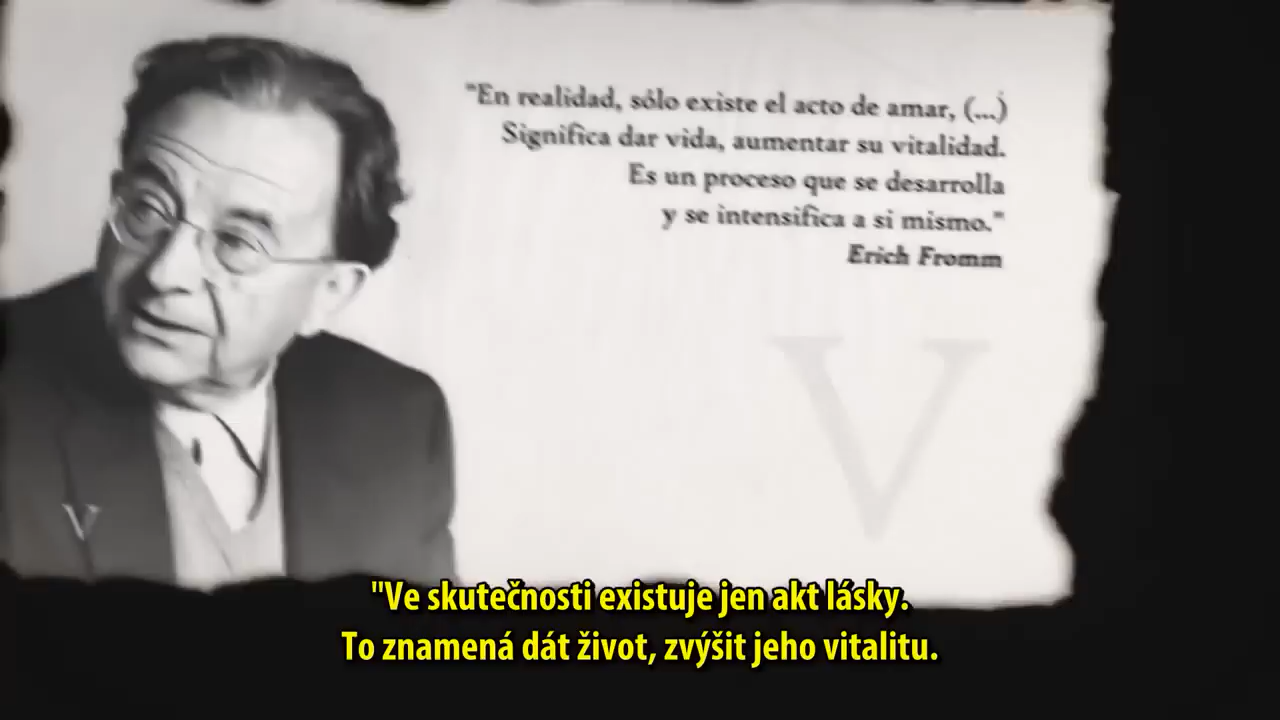 "En realidad, sólo existe el acto de amar, (...)
Significa dar vida, aumentar su vitalidad.
Es un proceso que se desarrolla
y se intensifica a si mismo."
Erich Fromm
V
V
"Ve skutečnosti existuje jen akt lásky.
To znamená dát život, zvýšit jeho vitalitu.